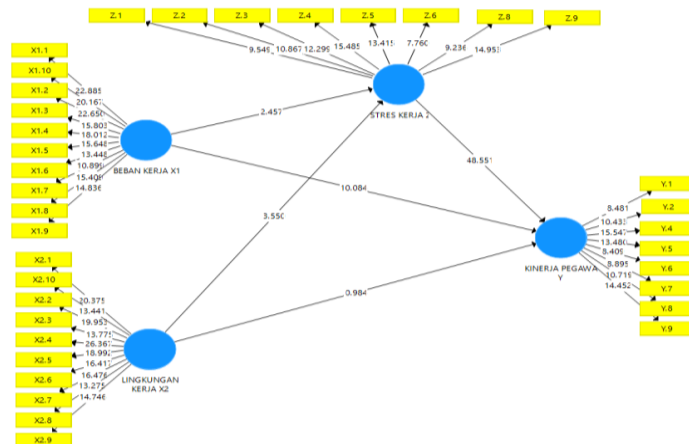 Z.1
Z.2
Z.3
Z.4
Z.5
Z.6
Z.8
Z.9
9.549
10.867
12.299
15.485
13.415
7.760
9.236
14.953
STRES KERJA Z
X1.1
X1.10
X1.2
X1.3
X1.4
X1.5
X1.6
X1.7
X1.8
X1.9
22.885
20.167
22.650
15.803
18.012
15.648
13.448
10.899
15.409
14.836
BEBAN KERJA X1
2.457
10.084
3.550
0.984
48.551
X2.1
X2.10
X2.2
X2.3
X2.4
X2.5
X2.6
X2.7
X2.8
X2.9
20.375
13.441
19.953
13.775
26.367
18.992
16.417
16.476
13.275
14.746
LINGKUNGAN
KERJA X2
Y.1
Y.2
Y.4
Y.5
Y.6
Y.7
Y.8
Y.9
8.481
10.433
15.547
13.480
8.409
8.895
10.719
14.452
KINERJA PEGAWA
Y